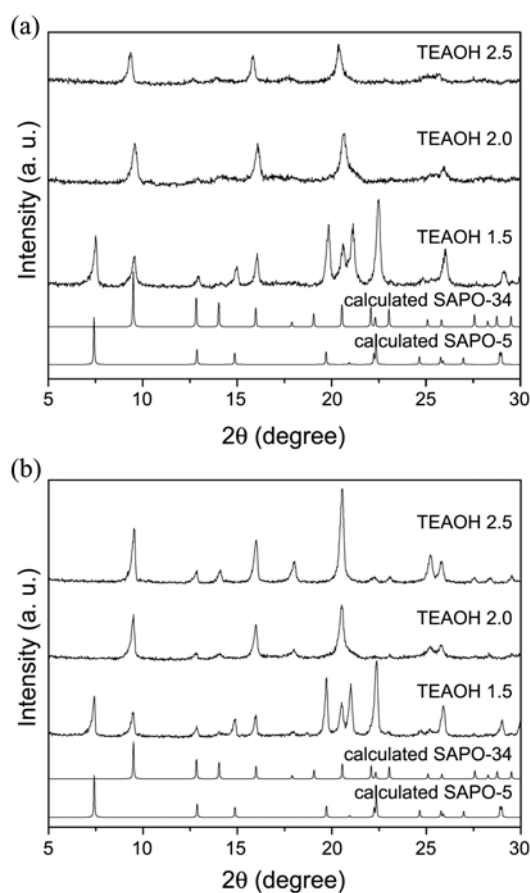 (a)
TEAOH 2.5
TEAOH 2.0
TEAOH 1.5
calculated SAPO-34
calculated SAPO-5
Intensity (a. u.)
5 10 15 20 25 30
2θ (degree)
(b)
TEAOH 2.5
TEAOH 2.0
TEAOH 1.5
calculated SAPO-34
calculated SAPO-5
Intensity (a. u.)
5 10 15 20 25 30
2θ (degree)